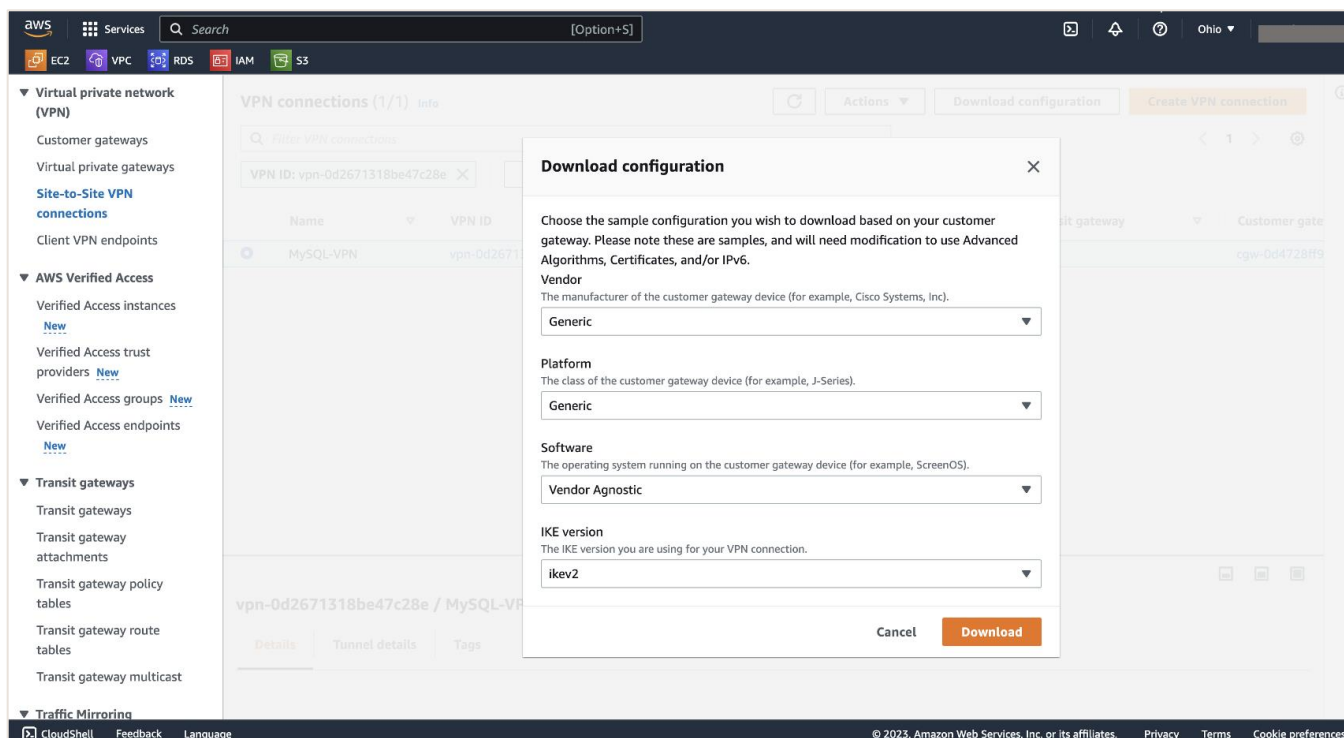 aws
Services
Search
[Option+S]
Ohio
EC2
VPC
RDS
IAM
S3
Virtual private network
(VPN)
Customer gateways
Virtual private gateways
Site-to-Site VPN
connections
Client VPN endpoints
AWS Verified Access
Verified Access instances
New
Verified Access trust
providers New
Verified Access groups New
Verified Access endpoints
New
Transit gateways
Transit gateways
Transit gateway
attachments
Transit gateway policy
tables
Transit gateway route
tables
Transit gateway multicast
Traffic Mirroring
VPN connections (1/1) Info
Actions
Download configuration
Create VPN connection
Filter VPN connections
1
VPN ID: vpn-0d2671318be47c28e
Name
VPN ID
gateway
Customer gate
MySQL-VPN
vpn-0d2671
cgw-0d4729ff9
Download configuration
Choose the sample configuration you wish to download based on your customer
gateway. Please note these are samples, and will need modification to use Advanced
Algorithms, Certificates, and/or IPv6.
Vendor
The manufacturer of the customer gateway device (for example, Cisco Systems, Inc).
Generic
Platform
The class of the customer gateway device (for example, J-Series).
Generic
Software
The operating system running on the customer gateway device (for example, ScreenOS).
Vendor Agnostic
IKE version
The IKE version you are using for your VPN connection.
ikev2
Cancel
Download
vpn-0d2671318be47c28e / MySQL-VP
Details
Tunnel details
Tags
CloudShell
Feedback
Language
© 2023, Amazon Web Services, Inc. or its affiliates.
Privacy
Terms
Cookie preferences